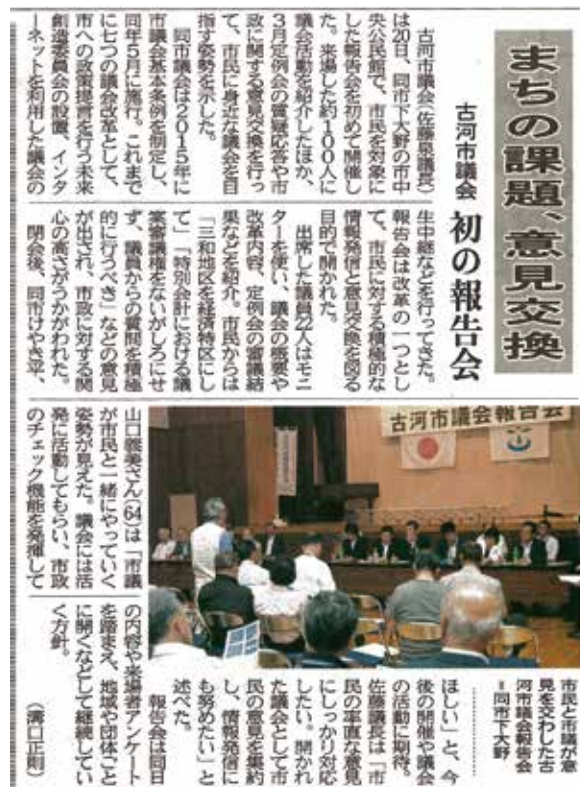 まちの課題、意見交換
古河市議会 初の報告会
古河市議会(佐藤泉議長)
は20日、同市下大野の市中
央公民館で、市民を対象に
した報告会を初めて開催し
た。来場した約100人に
議会活動を紹介したほか、
3月定例会の質疑応答や市
政に関する意見交換を行っ
て、市民に身近な議会を目
指す姿勢を示した。
同市議会は2015年に
市議会基本条例を制定し、
同年5月に施行。これまで
に七つの議会改革として、
市への政策提言を行う未来
創造委員会の設置、インタ
ーネットを利用した議会の
生中継などを行ってきた。
報告会は改革の一つとし
て、市民に対する積極的な
情報発信と意見交換を図る
目的で開かれた。
出席した議員22人はモニ
ターを使い、議会の概要や
改革内容、定例会の審議結
果などを紹介。市民からは
「三和地区を経済特区にし
て」「特別会計における議
案審議権をないがしろにせ
ず、議員からの質問を積極
的に行うべき」などの意見
が出され、市政に対する関
心の高さがうかがわれた。
閉会後、同市けやき平、
山口義美さん(64)は「市議
が市民と一緒にやっていく
姿勢が見えた。議会には活
発に活動してもらい、市政
のチェック機能を発揮して
ほしい」と、今
後の開催や議会
の活動に期待。
佐藤議長は「市
民の率直な意見
にしっかり対応
したい。開かれ
た議会として市
民の意見を集約
し、情報発信に
も努めたい」と
述べた。
報告会は同日
の内容や来場者アンケート
を踏まえ、地域や団体ごと
に開くなどして継続してい
く方針。
(溝口正則)
古河市議会報告会
市民と市議が意
見を交わした古
河市議会報告会
=同市下大野